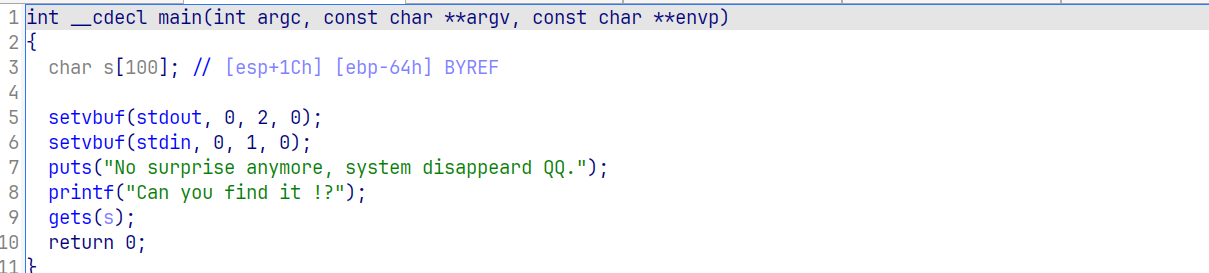 1 int __cdecl main(int argc, const char **argv, const char **envp)
2 {
3 char s[100]; // [esp+1Ch] [ebp-64h] BYREF
4
5 setvbuf(stdout, 0, 2, 0);
6 setvbuf(stdin, 0, 1, 0);
7 puts("No surprise anymore, system disappeard QQ.");
8 printf("Can you find it !?");
9 gets(s);
10 return 0;
11 }